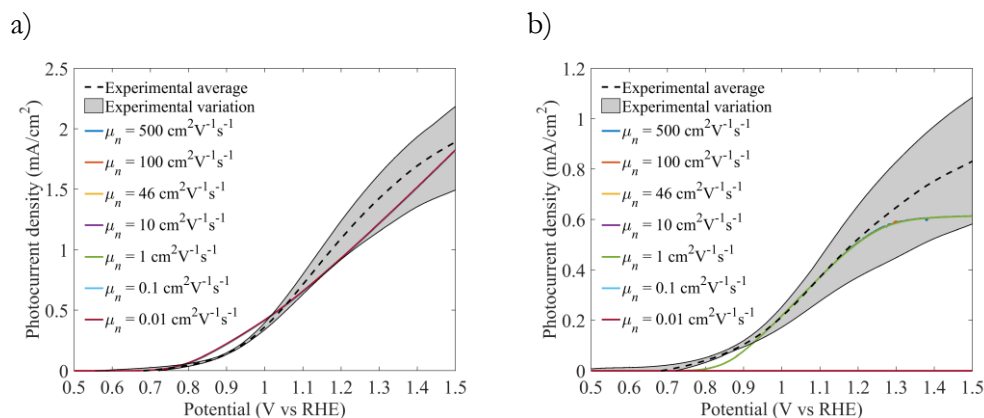 a)
Photocurrent density (mA/cm²)
2.5
2
1.5
1
0.5
0
Experimental average
Experimental variation
μn = 500 cm²V⁻¹s⁻¹
μn = 100 cm²V⁻¹s⁻¹
μn = 46 cm²V⁻¹s⁻¹
μn = 10 cm²V⁻¹s⁻¹
μn = 1 cm²V⁻¹s⁻¹
μn = 0.1 cm²V⁻¹s⁻¹
μn = 0.01 cm²V⁻¹s⁻¹
0.5 0.6 0.7 0.8 0.9 1 1.1 1.2 1.3 1.4 1.5
Potential (V vs RHE)
b)
Photocurrent density (mA/cm²)
1.2
1
0.8
0.6
0.4
0.2
0
Experimental average
Experimental variation
μn = 500 cm²V⁻¹s⁻¹
μn = 100 cm²V⁻¹s⁻¹
μn = 46 cm²V⁻¹s⁻¹
μn = 10 cm²V⁻¹s⁻¹
μn = 1 cm²V⁻¹s⁻¹
μn = 0.1 cm²V⁻¹s⁻¹
μn = 0.01 cm²V⁻¹s⁻¹
0.5 0.6 0.7 0.8 0.9 1 1.1 1.2 1.3 1.4 1.5
Potential (V vs RHE)